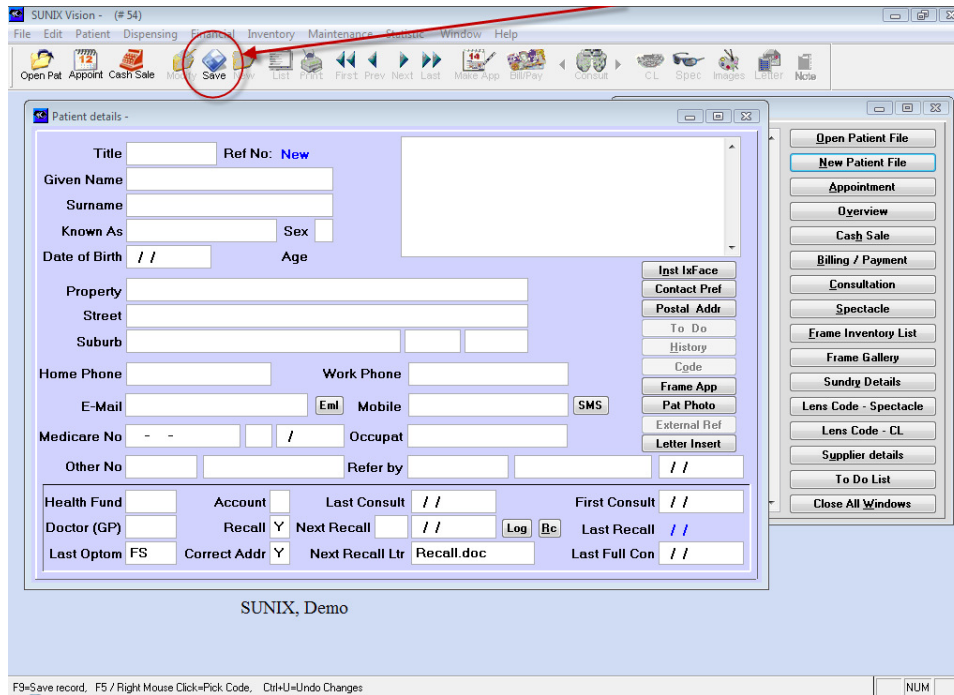 SUNIX Vision - (# 54)
File Edit Patient Dispensing Financial Inventory Maintenance Statistic Window Help
Open Pat Appoint Cash Sale Modify Save New List Print First Prev Next Last Make App Bill/Pay Consult CL Spec Images Letter Note
Patient details -
Title Ref No: New
Given Name
Surname
Known As Sex
Date of Birth / / Age
Inst IxFace
Property Contact Pref
Street Postal Addr
Suburb To Do
History
Home Phone Work Phone Code
Frame App
E-Mail Eml Mobile SMS Pat Photo
External Ref
Medicare No - - / Occupat Letter Insert
Other No Refer by / /
Health Fund Account Last Consult / / First Consult / /
Doctor (GP) Recall Y Next Recall / / Log Rc Last Recall / /
Last Optom FS Correct Addr Y Next Recall Ltr Recall.doc Last Full Con / /
Open Patient File
New Patient File
Appointment
Overview
Cash Sale
Billing / Payment
Consultation
Spectacle
Frame Inventory List
Frame Gallery
Sundry Details
Lens Code - Spectacle
Lens Code - CL
Supplier details
To Do List
Close All Windows
SUNIX, Demo
F9=Save record, F5 / Right Mouse Click=Pick Code, Ctrl+U=Undo Changes NUM